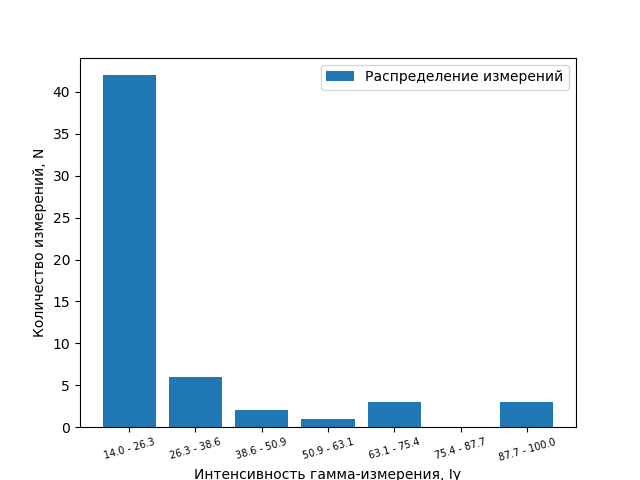 Распределение измерений
Количество измерений, N
40
35
30
25
20
15
10
5
0
14.0 - 26.3
26.3 - 38.6
38.6 - 50.9
50.9 - 63.1
63.1 - 75.4
75.4 - 87.7
87.7 - 100.0
Интенсивность гамма-измерения, Iγ